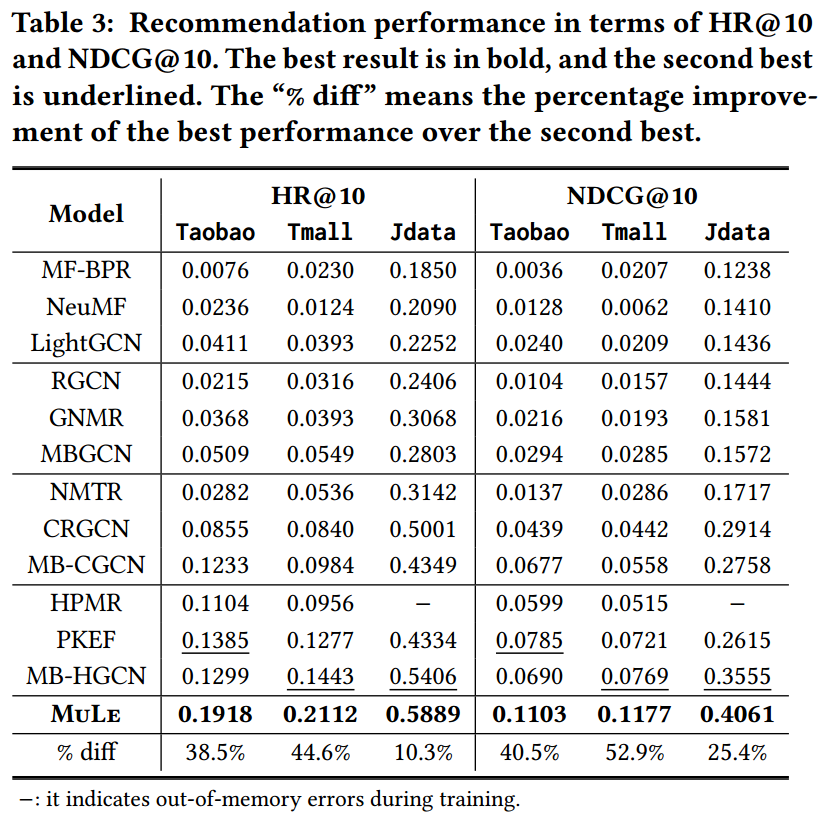 Table 3: Recommendation performance in terms of HR@10
and NDCG@10. The best result is in bold, and the second best
is underlined. The “% diff” means the percentage improve-
ment of the best performance over the second best.
Model HR@10 NDCG@10
Taobao Tmall Jdata Taobao Tmall Jdata
MF-BPR 0.0076 0.0230 0.1850 0.0036 0.0207 0.1238
NeuMF 0.0236 0.0124 0.2090 0.0128 0.0062 0.1410
LightGCN 0.0411 0.0393 0.2252 0.0240 0.0209 0.1436
RGCN 0.0215 0.0316 0.2406 0.0104 0.0157 0.1444
GNMR 0.0368 0.0393 0.3068 0.0216 0.0193 0.1581
MBGCN 0.0509 0.0549 0.2803 0.0294 0.0285 0.1572
NMTR 0.0282 0.0536 0.3142 0.0137 0.0286 0.1717
CRGCN 0.0855 0.0840 0.5001 0.0439 0.0442 0.2914
MB-CGCN 0.1233 0.0984 0.4349 0.0677 0.0558 0.2758
HPMR 0.1104 0.0956 − 0.0599 0.0515 −
PKEF 0.1385 0.1277 0.4334 0.0785 0.0721 0.2615
MB-HGCN 0.1299 0.1443 0.5406 0.0690 0.0769 0.3555
MuLe 0.1918 0.2112 0.5889 0.1103 0.1177 0.4061
% diff 38.5% 44.6% 10.3% 40.5% 52.9% 25.4%
−: it indicates out-of-memory errors during training.